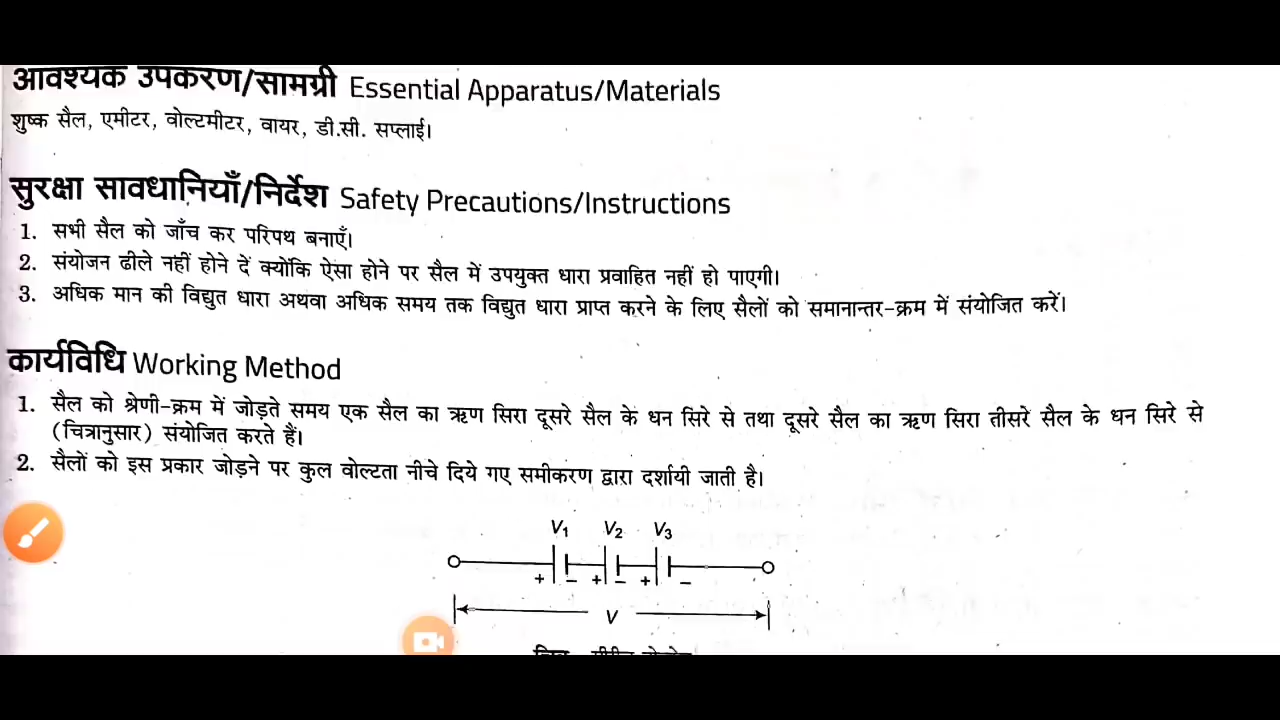 आवश्यक उपकरण/सामग्री Essential Apparatus/Materials
शुष्क सैल, एमीटर, वोल्टमीटर, वायर, डी.सी. सप्लाई।
सुरक्षा सावधानियाँ/निर्देश Safety Precautions/Instructions
1. सभी सैल को जाँच कर परिपथ बनाएँ।
2. संयोजन ढीले नहीं होने दें क्योंकि ऐसा होने पर सैल में उपयुक्त धारा प्रवाहित नहीं हो पाएगी।
3. अधिक मान की विद्युत धारा अथवा अधिक समय तक विद्युत धारा प्राप्त करने के लिए सैलों को समानान्तर-क्रम में संयोजित करें।
कार्यविधि Working Method
1. सैल को श्रेणी-क्रम में जोड़ते समय एक सैल का ऋण सिरा दूसरे सैल के धन सिरे से तथा दूसरे सैल का ऋण सिरा तीसरे सैल के धन सिरे से
(चित्रानुसार) संयोजित करते हैं।
2. सैलों को इस प्रकार जोड़ने पर कुल वोल्टता नीचे दिये गए समीकरण द्वारा दर्शायी जाती है।
V1 V2 V3
+ − + − + −
V